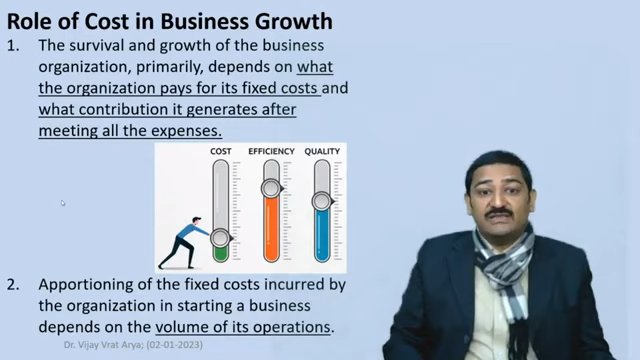 Role of Cost in Business Growth
1. The survival and growth of the business
organization, primarily, depends on what
the organization pays for its fixed costs and
what contribution it generates after
meeting all the expenses.
COST EFFICIENCY QUALITY
2. Apportioning of the fixed costs incurred by
the organization in starting a business
depends on the volume of its operations.
Dr. Vijay Vrat Arya; (02-01-2023)